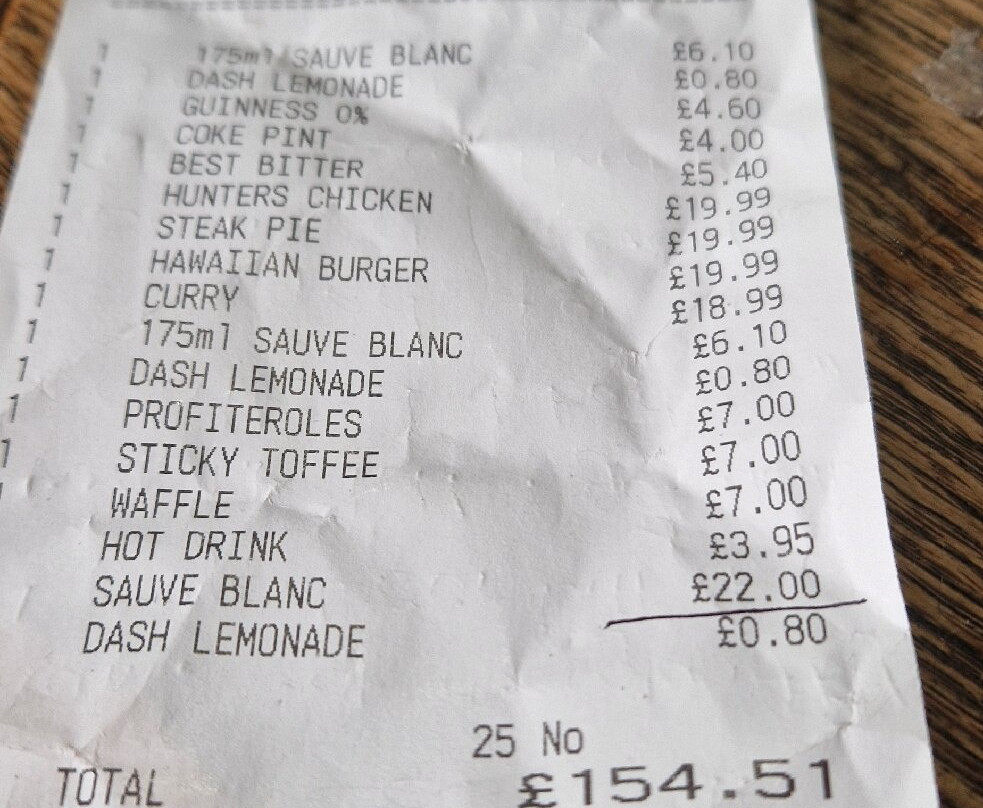 1 175ml SAUVE BLANC £6.10
1 DASH LEMONADE £0.80
1 GUINNESS 0% £4.60
1 COKE PINT £4.00
1 BEST BITTER £5.40
1 HUNTERS CHICKEN £19.99
1 STEAK PIE £19.99
1 HAWAIIAN BURGER £19.99
1 CURRY £18.99
1 175ml SAUVE BLANC £6.10
1 DASH LEMONADE £0.80
1 PROFITEROLES £7.00
1 STICKY TOFFEE £7.00
WAFFLE £7.00
HOT DRINK £3.95
SAUVE BLANC £22.00
DASH LEMONADE £0.80
25 No
TOTAL £154.51